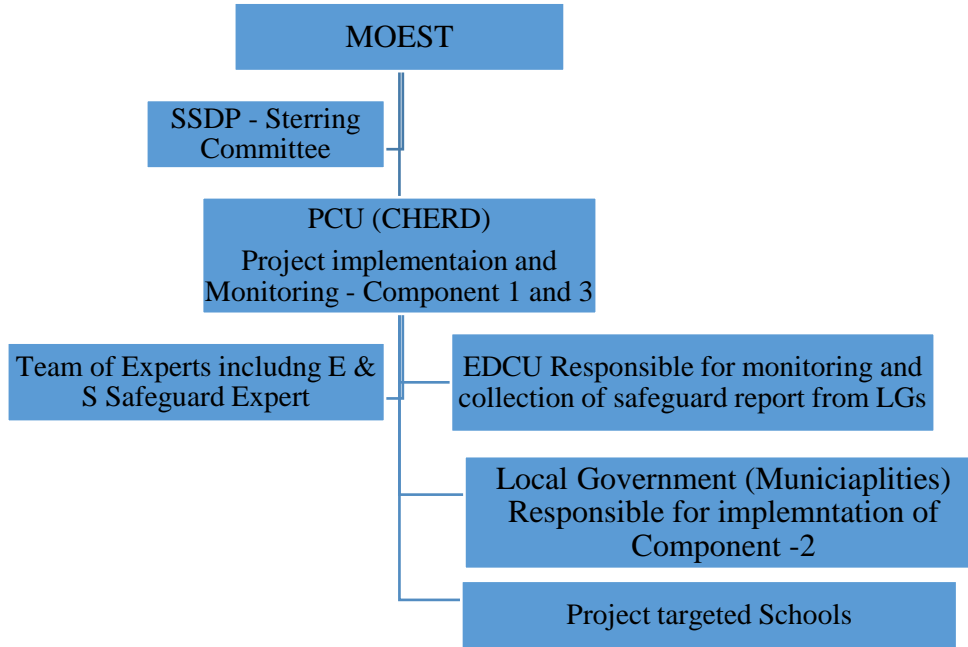 MOEST
SSDP - Sterring
Committee
PCU (CHERD)
Project implementaion and
Monitoring - Component 1 and 3
Team of Experts includng E &
S Safeguard Expert
EDCU Responsible for monitoring and
collection of safeguard report from LGs
Local Government (Municiaplities)
Responsible for implemntation of
Component -2
Project targeted Schools